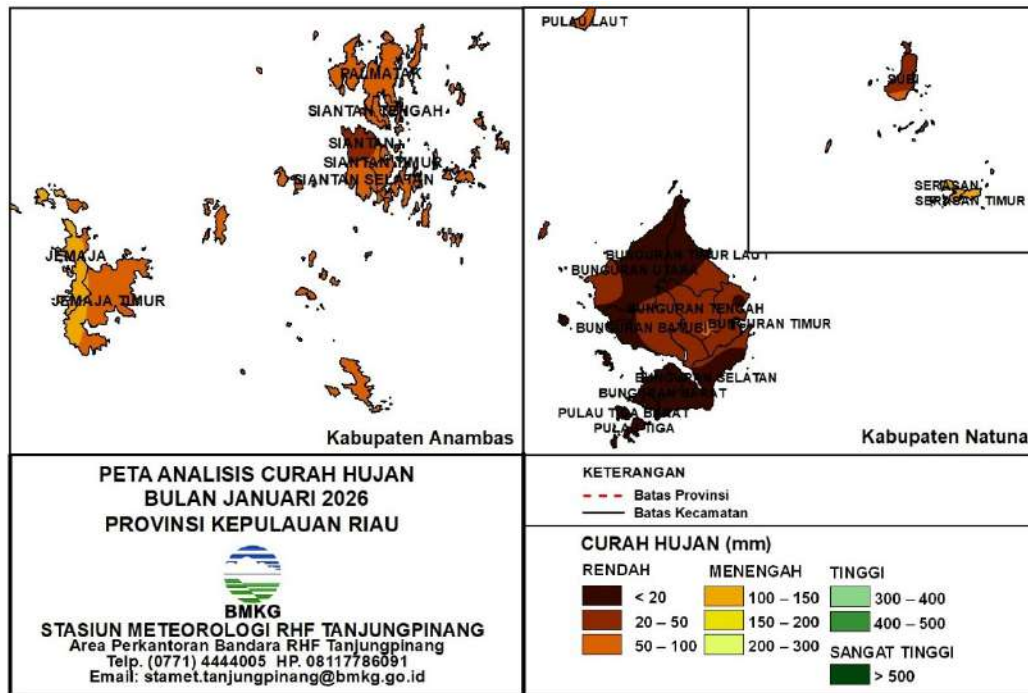 PALMATAK
SIANTAN TENGAH
SIANTAN
SIANTAN TIMUR
SIANTAN SELATAN
JEMAJA
JEMAJA TIMUR
Kabupaten Anambas
PULAU LAUT
SUBI
SERASAN
SERASAN TIMUR
BUNGURAN TIMUR LAUT
BUNGURAN UTARA
BUNGURAN TENGAH
BUNGURAN BATUBI
BUNGURAN TIMUR
BUNGURAN SELATAN
BUNGURAN BARAT
PULAU TIGA BARAT
PULAU TIGA
Kabupaten Natuna
PETA ANALISIS CURAH HUJAN
BULAN JANUARI 2026
PROVINSI KEPULAUAN RIAU
BMKG
STASIUN METEOROLOGI RHF TANJUNGPINANG
Area Perkantoran Bandara RHF Tanjungpinang
Telp. (0771) 4444005 HP. 08117786091
Email: stamet.tanjungpinang@bmkg.go.id
KETERANGAN
Batas Provinsi
Batas Kecamatan
CURAH HUJAN (mm)
RENDAH
< 20
20 – 50
50 – 100
MENENGAH
100 – 150
150 – 200
200 – 300
TINGGI
300 – 400
400 – 500
SANGAT TINGGI
> 500